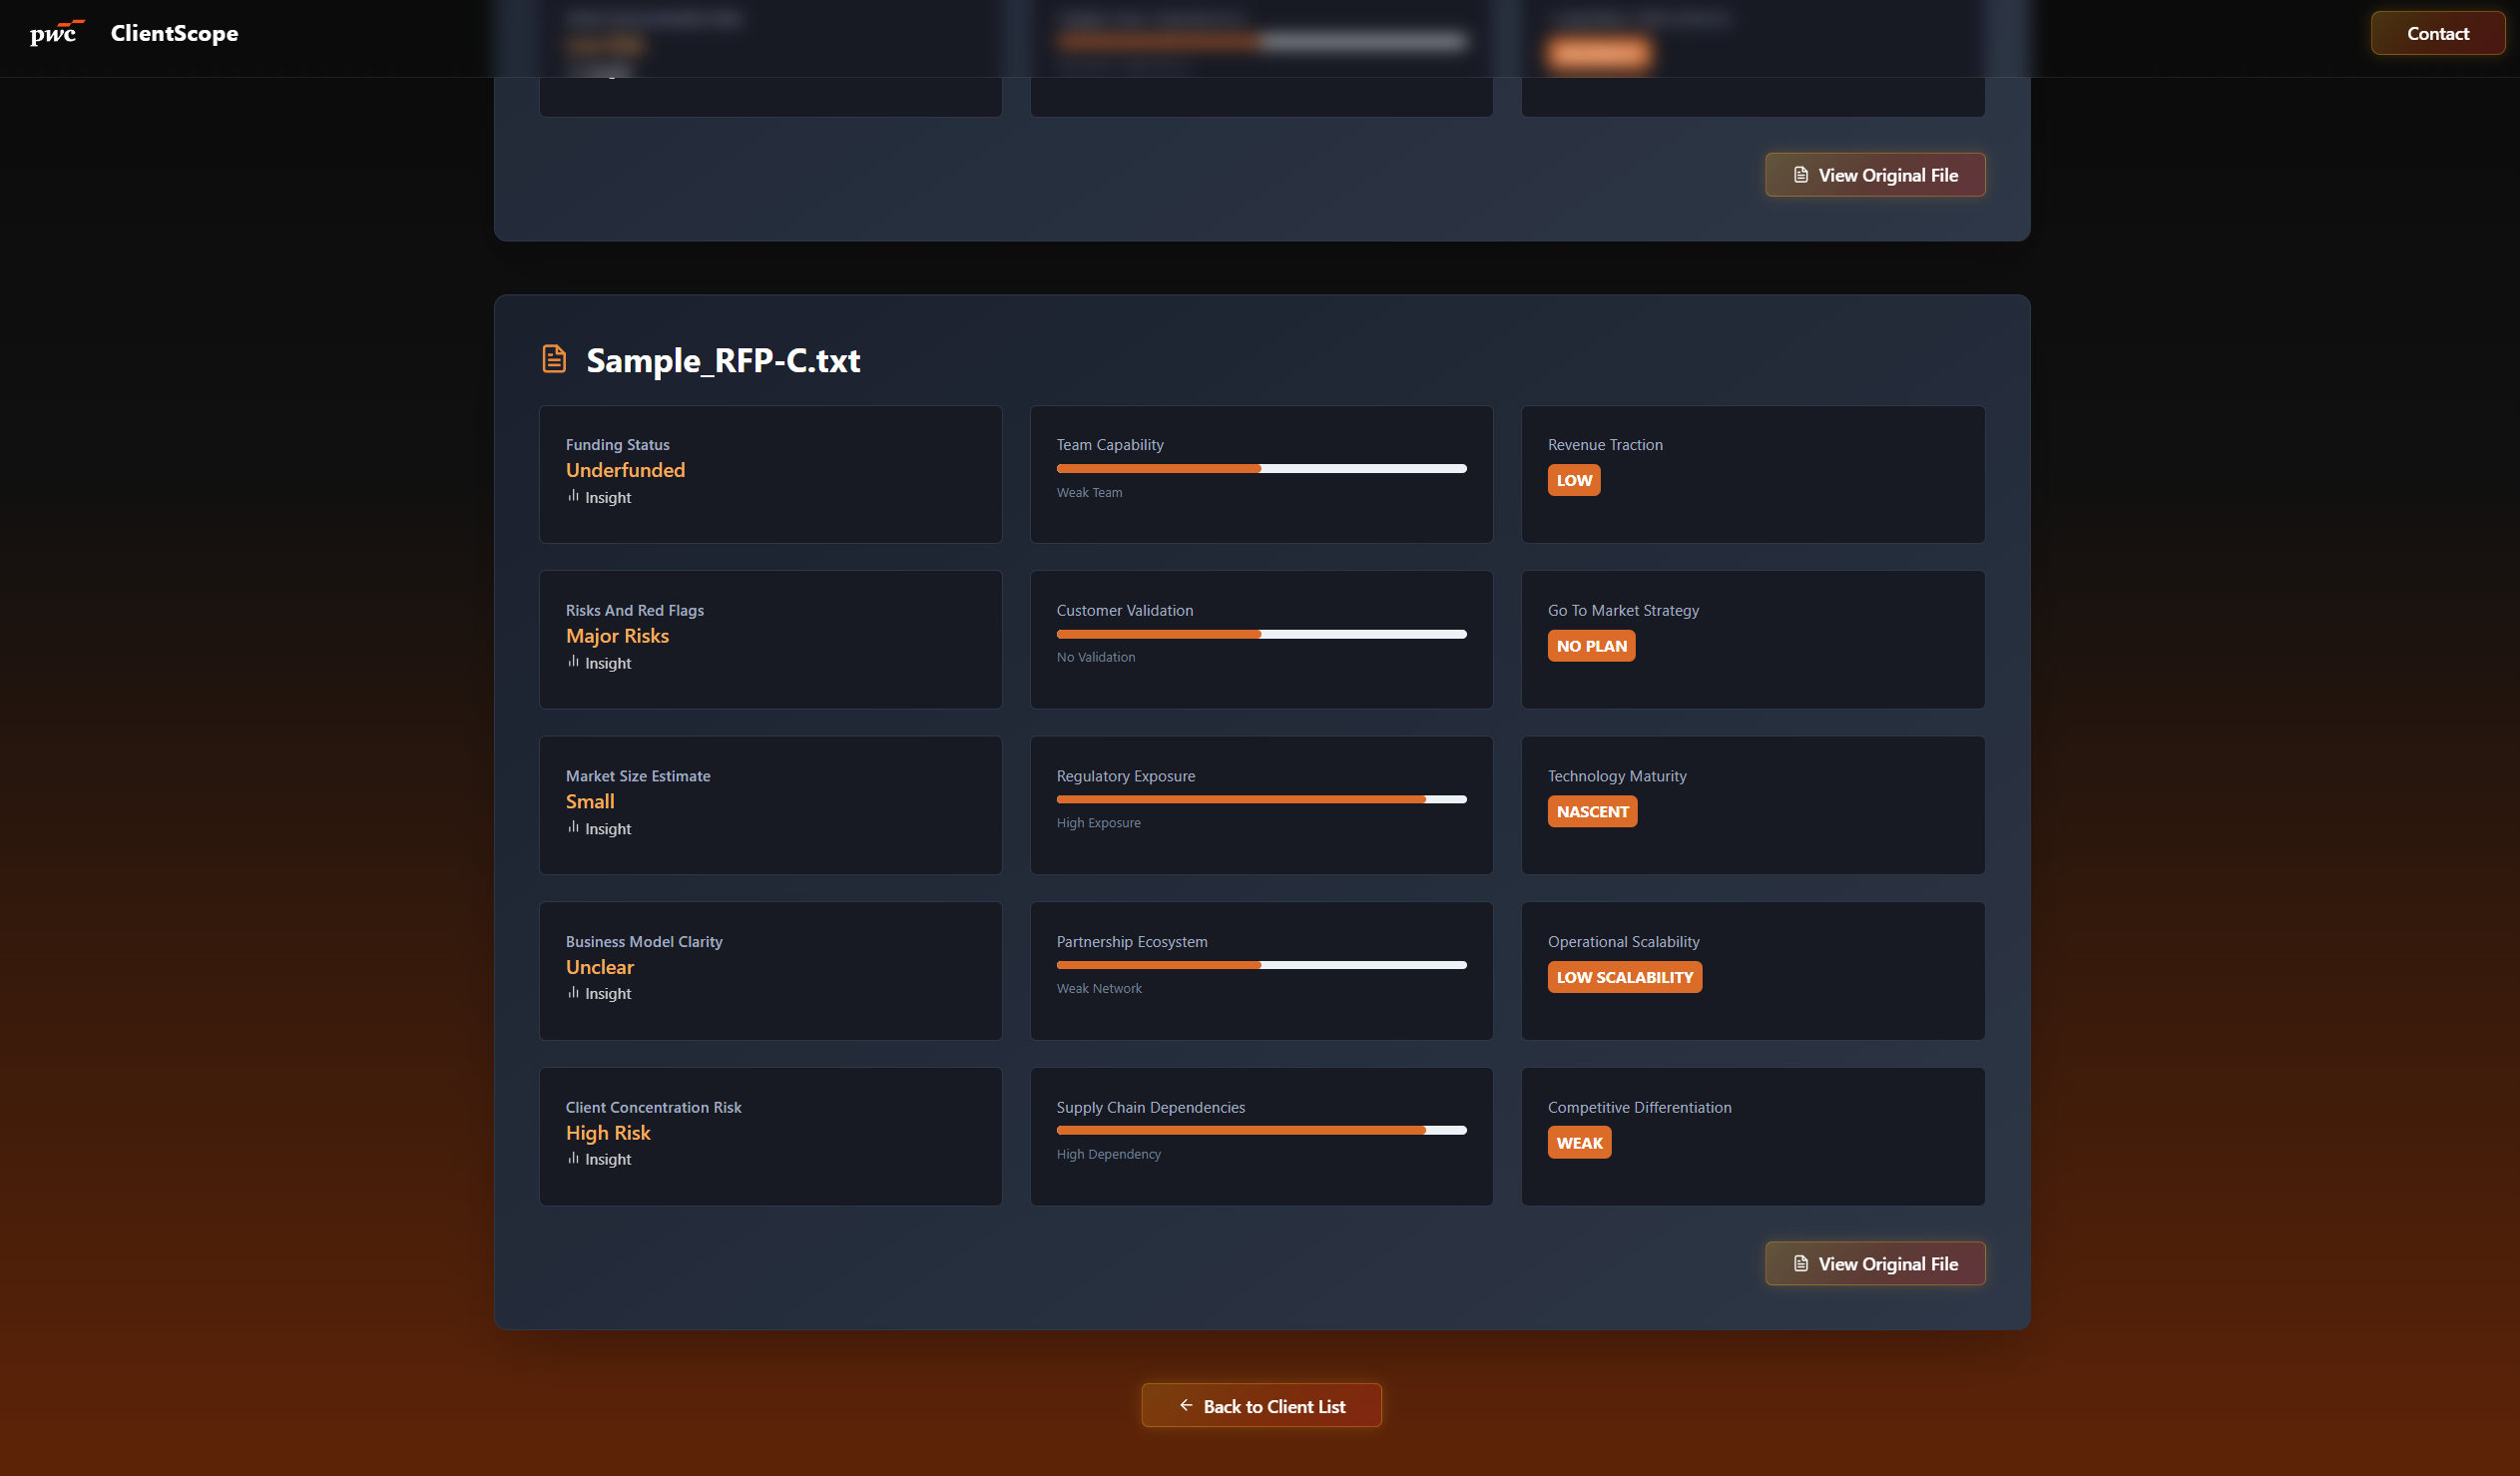 pwc
ClientScope
Contact
View Original File
Sample_RFP-C.txt
Funding Status
Underfunded
Insight
Team Capability
Weak Team
Revenue Traction
LOW
Risks And Red Flags
Major Risks
Insight
Customer Validation
No Validation
Go To Market Strategy
NO PLAN
Market Size Estimate
Small
Insight
Regulatory Exposure
High Exposure
Technology Maturity
NASCENT
Business Model Clarity
Unclear
Insight
Partnership Ecosystem
Weak Network
Operational Scalability
LOW SCALABILITY
Client Concentration Risk
High Risk
Insight
Supply Chain Dependencies
High Dependency
Competitive Differentiation
WEAK
View Original File
Back to Client List